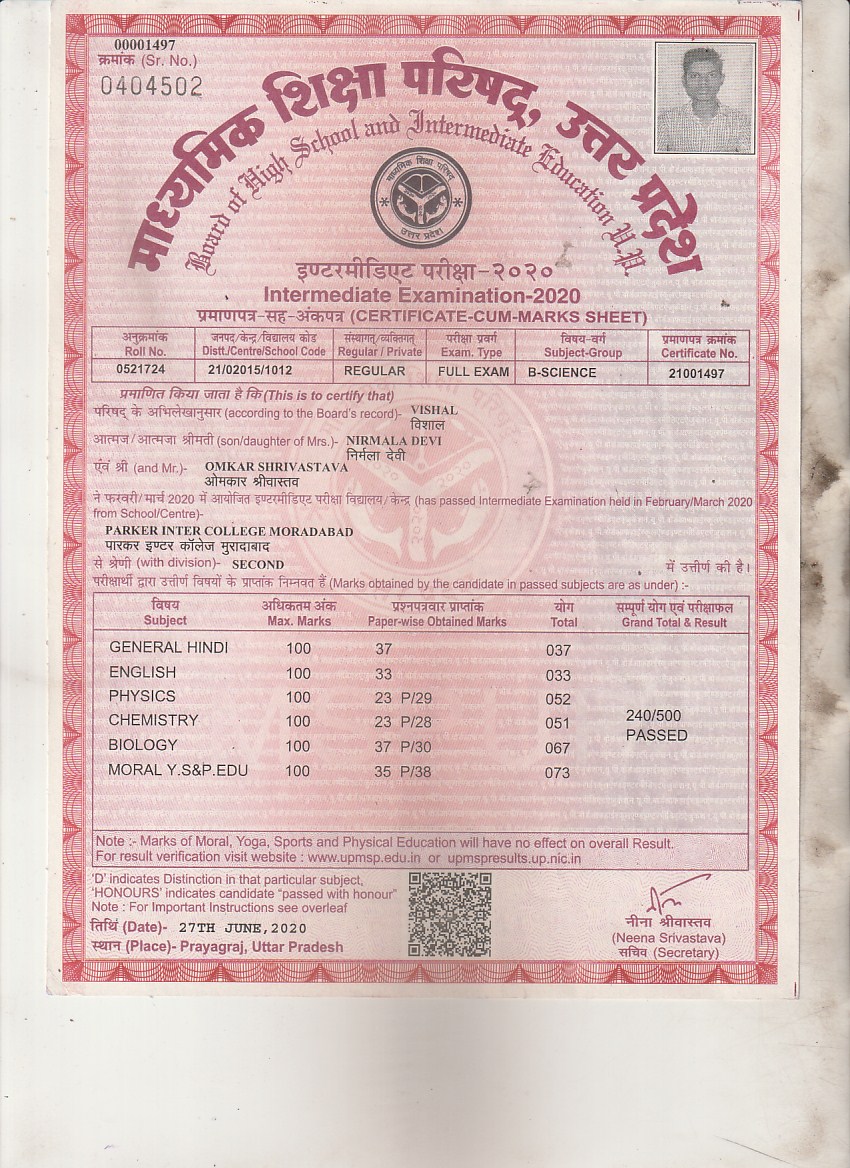 00001497
क्रमांक (Sr. No.)
0404502
माध्यमिक शिक्षा परिषद्, उत्तर प्रदेश
Board of High School and Intermediate Education U.P.
माध्यमिक शिक्षा परिषद्
उत्तर प्रदेश
इण्टरमीडिएट परीक्षा-२०२०
Intermediate Examination-2020
प्रमाणपत्र-सह-अंकपत्र (CERTIFICATE-CUM-MARKS SHEET)
अनुक्रमांक जनपद/केन्द्र/विद्यालय कोड संस्थागत/व्यक्तिगत परीक्षा प्रवर्ग विषय-वर्ग प्रमाणपत्र क्रमांक
Roll No. Distt./Centre/School Code Regular / Private Exam. Type Subject-Group Certificate No.
0521724 21/02015/1012 REGULAR FULL EXAM B-SCIENCE 21001497
प्रमाणित किया जाता है कि (This is to certify that)
परिषद् के अभिलेखानुसार (according to the Board's record)- VISHAL
विशाल
आत्मज/आत्मजा श्रीमती (son/daughter of Mrs.)- NIRMALA DEVI
निर्मला देवी
एवं श्री (and Mr.)- OMKAR SHRIVASTAVA
ओमकार श्रीवास्तव
ने फरवरी/मार्च 2020 में आयोजित इण्टरमीडिएट परीक्षा विद्यालय/केन्द्र (has passed Intermediate Examination held in February/March 2020
from School/Centre)-
PARKER INTER COLLEGE MORADABAD
पारकर इण्टर कॉलेज मुरादाबाद
से श्रेणी (with division)- SECOND में उत्तीर्ण की है।
परीक्षार्थी द्वारा उत्तीर्ण विषयों के प्राप्तांक निम्नवत हैं (Marks obtained by the candidate in passed subjects are as under) :-
विषय अधिकतम अंक प्रश्नपत्रवार प्राप्तांक योग सम्पूर्ण योग एवं परीक्षाफल
Subject Max. Marks Paper-wise Obtained Marks Total Grand Total & Result
GENERAL HINDI 100 37 037
ENGLISH 100 33 033
PHYSICS 100 23 P/29 052
CHEMISTRY 100 23 P/28 051 240/500
BIOLOGY 100 37 P/30 067 PASSED
MORAL Y.S&P.EDU 100 35 P/38 073
Note :- Marks of Moral, Yoga, Sports and Physical Education will have no effect on overall Result.
For result verification visit website : www.upmsp.edu.in or upmspresults.up.nic.in
'D' indicates Distinction in that particular subject,
'HONOURS' indicates candidate "passed with honour"
Note : For Important Instructions see overleaf
तिथि (Date)- 27TH JUNE,2020
स्थान (Place)- Prayagraj, Uttar Pradesh
नीना श्रीवास्तव
(Neena Srivastava)
सचिव (Secretary)